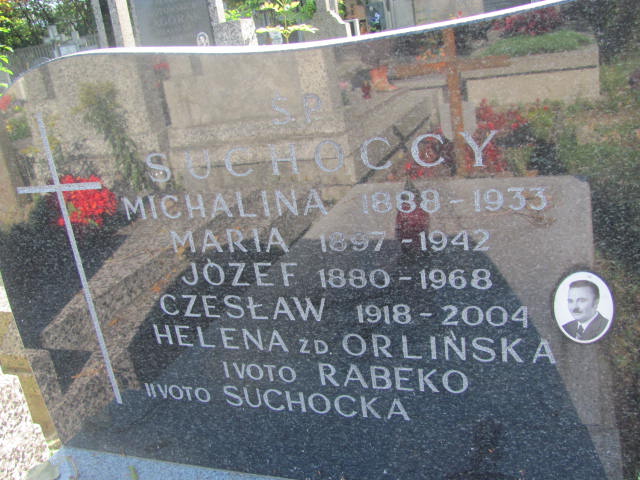 Ś.P.
SUCHOCCY
MICHALINA 1888-1933
MARIA 1897-1942
JÓZEF 1880-1968
CZESŁAW 1918-2004
HELENA ZD. ORLIŃSKA
I VOTO RABEKO
II VOTO SUCHOCKA